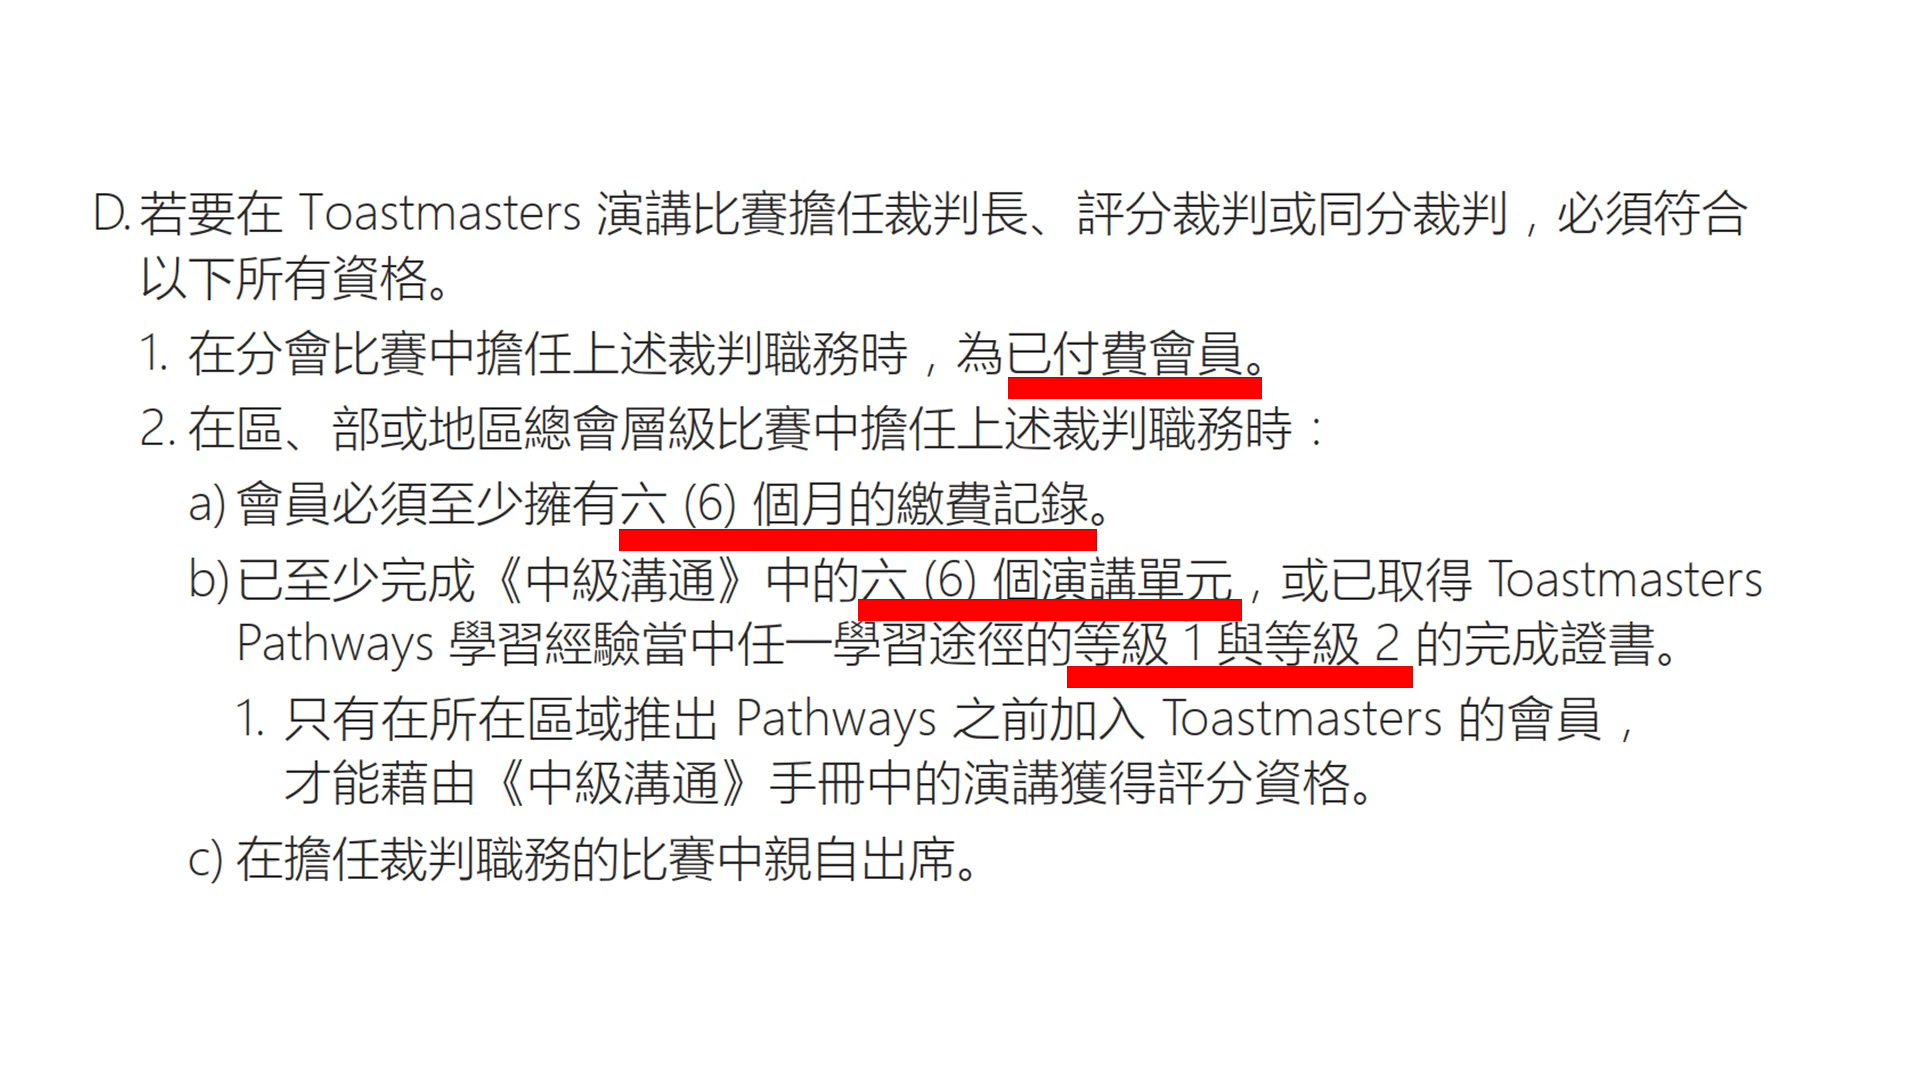 D. 若要在 Toastmasters 演講比賽擔任裁判長、評分裁判或同分裁判，必須符合
以下所有資格。
1. 在分會比賽中擔任上述裁判職務時，為已付費會員。
2. 在區、部或地區總會層級比賽中擔任上述裁判職務時：
a) 會員必須至少擁有六 (6) 個月的繳費記錄。
b) 已至少完成《中級溝通》中的六 (6) 個演講單元，或已取得 Toastmasters
Pathways 學習經驗當中任一學習途徑的等級 1 與等級 2 的完成證書。
1. 只有在所在區域推出 Pathways 之前加入 Toastmasters 的會員，
才能藉由《中級溝通》手冊中的演講獲得評分資格。
c) 在擔任裁判職務的比賽中親自出席。